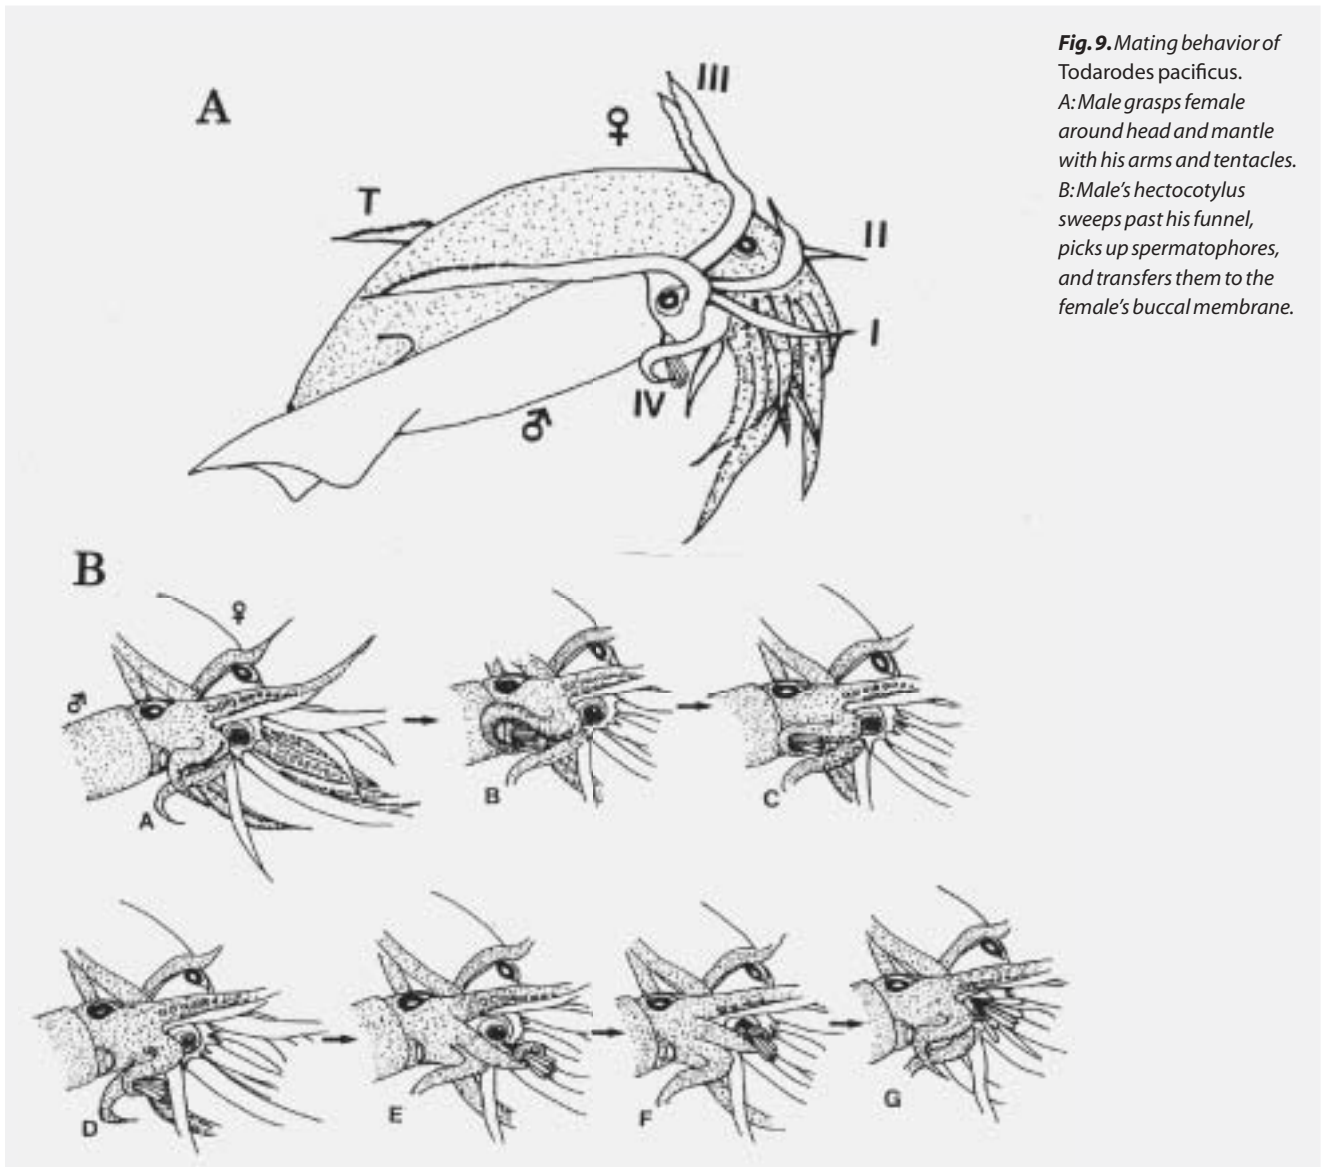 Fig. 9. Mating behavior of
Todarodes pacificus.
A: Male grasps female
around head and mantle
with his arms and tentacles.
B: Male's hectocotylus
sweeps past his funnel,
picks up spermatophores,
and transfers them to the
female's buccal membrane.
A
III
♀
T
II
I
IV
♂
B
♀
♂
A
B
C
D
E
F
G